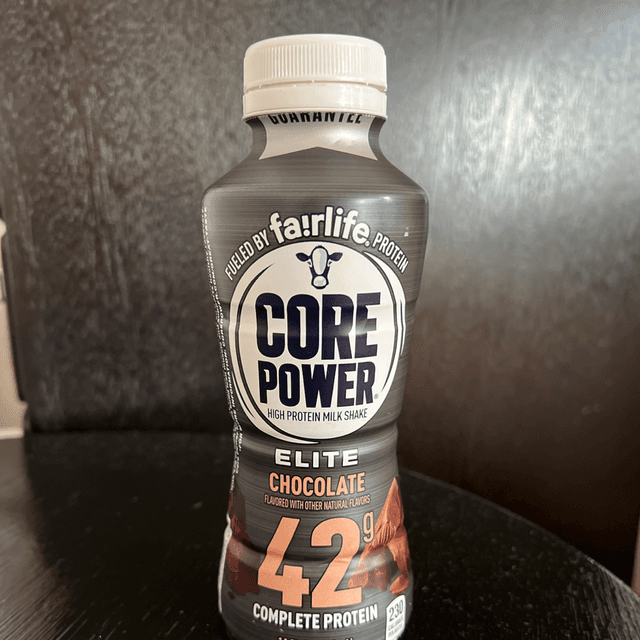 GUARANTEE
FUELED BY fa!rlife. PROTEIN
CORE
POWER®
HIGH PROTEIN MILK SHAKE
ELITE
CHOCOLATE
FLAVORED WITH OTHER NATURAL FLAVORS
42g
COMPLETE PROTEIN
230